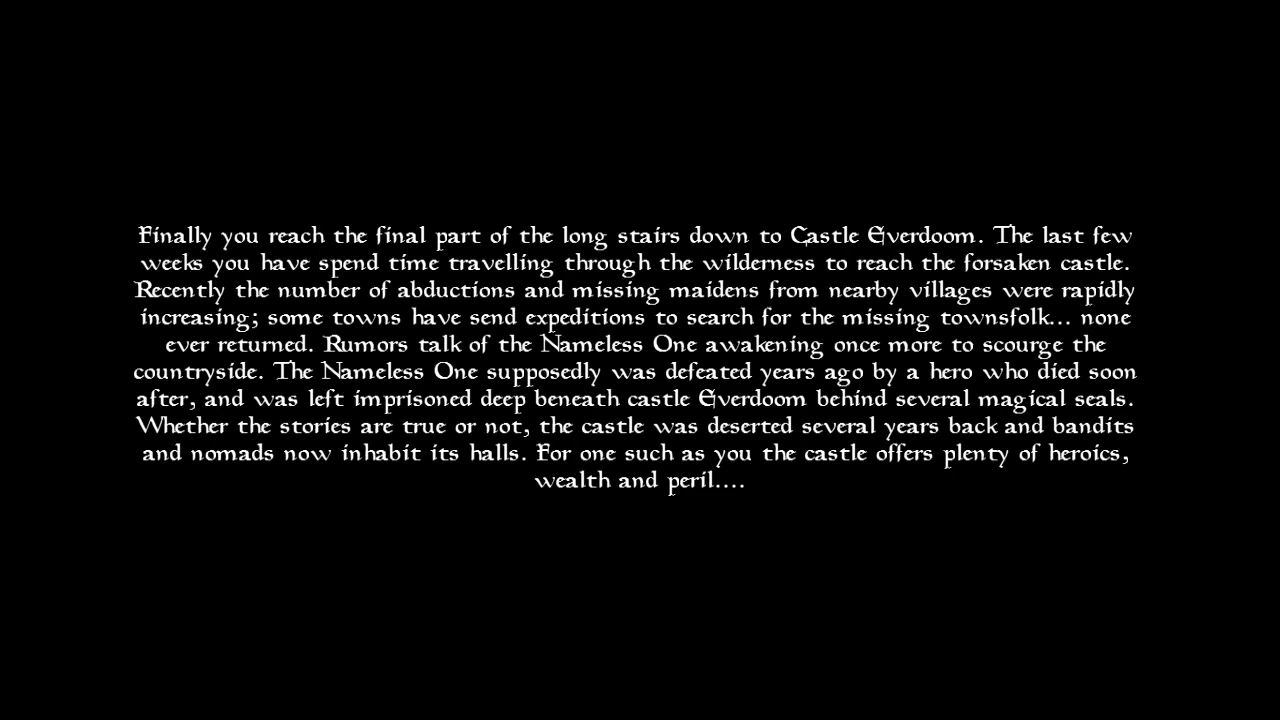 Finally you reach the final part of the long stairs down to Castle Everdoom. The last few
weeks you have spend time travelling through the wilderness to reach the forsaken castle.
Recently the number of abductions and missing maidens from nearby villages were rapidly
increasing; some towns have send expeditions to search for the missing townsfolk... none
ever returned. Rumors talk of the Nameless One awakening once more to scourge the
countryside. The Nameless One supposedly was defeated years ago by a hero who died soon
after, and was left imprisoned deep beneath castle Everdoom behind several magical seals.
Whether the stories are true or not, the castle was deserted several years back and bandits
and nomads now inhabit its halls. For one such as you the castle offers plenty of heroics,
wealth and peril....